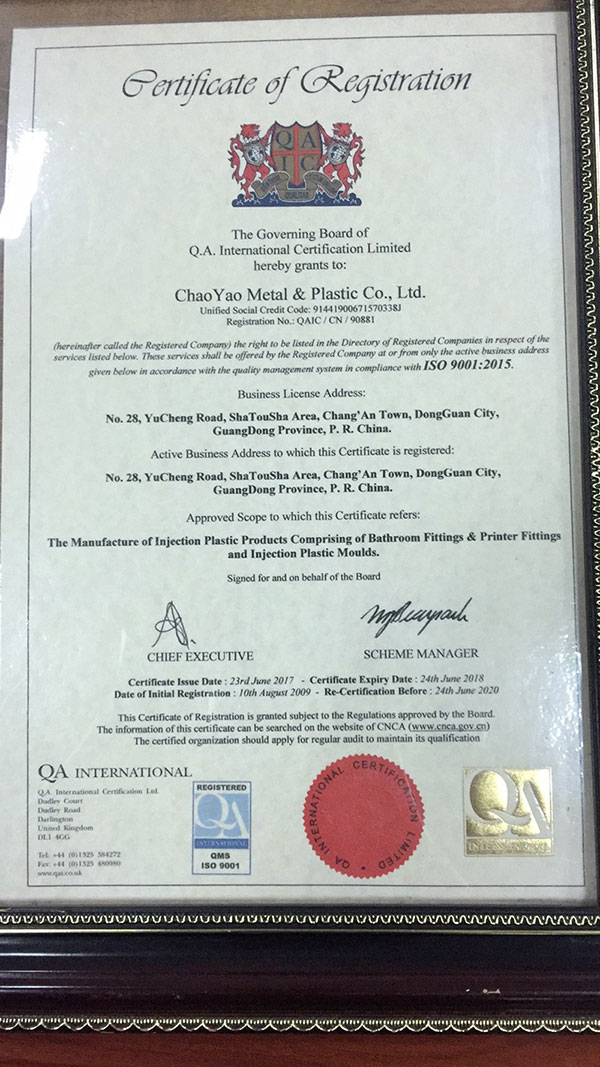 Certificate of Registration
QA
IC
The Governing Board of
Q.A. International Certification Limited
hereby grants to:
ChaoYao Metal & Plastic Co., Ltd.
Unified Social Credit Code: 91441900671570338J
Registration No.: QAIC / CN / 90881
(hereinafter called the Registered Company) the right to be listed in the Directory of Registered Companies in respect of the
services listed below. These services shall be offered by the Registered Company at or from only the active business address
given below in accordance with the quality management system in compliance with ISO 9001:2015.
Business License Address:
No. 28, YuCheng Road, ShaTouSha Area, Chang'An Town, DongGuan City,
GuangDong Province, P. R. China.
Active Business Address to which this Certificate is registered:
No. 28, YuCheng Road, ShaTouSha Area, Chang'An Town, DongGuan City,
GuangDong Province, P. R. China.
Approved Scope to which this Certificate refers:
The Manufacture of Injection Plastic Products Comprising of Bathroom Fittings & Printer Fittings
and Injection Plastic Moulds.
Signed for and on behalf of the Board
CHIEF EXECUTIVE
SCHEME MANAGER
Certificate Issue Date : 23rd June 2017 - Certificate Expiry Date : 24th June 2018
Date of Initial Registration : 10th August 2009 - Re-Certification Before : 24th June 2020
This Certificate of Registration is granted subject to the Regulations approved by the Board.
The information of this certificate can be searched on the website of CNCA (www.cnca.gov.cn)
The certified organization should apply for regular audit to maintain its qualification
QA INTERNATIONAL
Q.A. International Certification Ltd.
Dudley Court
Dudley Road
Darlington
United Kingdom
DL1 4GG
Tel: +44 (0)1325 384272
Fax: +44 (0)1325 480980
www.qai.co.uk
REGISTERED
QA
INTERNATIONAL
QMS
ISO 9001
QA INTERNATIONAL CERTIFICATION LIMITED
QA
INTERNATIONAL